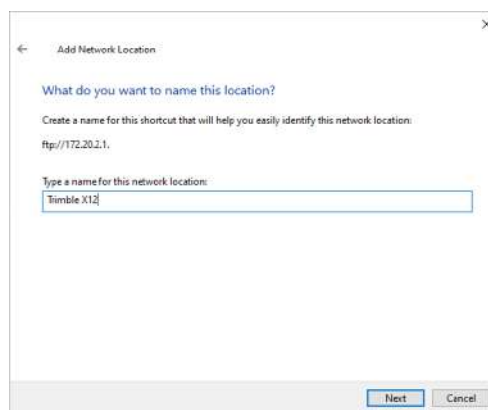 Add Network Location
What do you want to name this location?
Create a name for this shortcut that will help you easily identify this network location:
ftp://172.20.2.1.
Type a name for this network location:
Trimble X12
Next Cancel